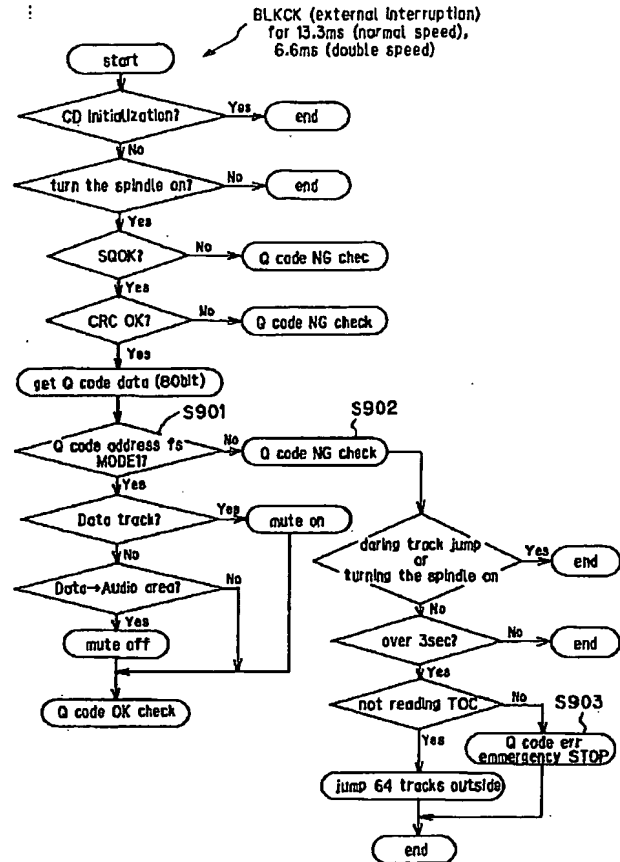 BLKCK (external interruption)
for 13.3ms (normal speed),
6.6ms (double speed)
start
CD initialization?
Yes
end
No
turn the spindle on?
No
end
Yes
SQOK?
No
Q code NG chec
Yes
CRC OK?
No
Q code NG check
Yes
get Q code data (80bit)
S901
Q code address fs
MODE1?
No
S902
Q code NG check
Yes
Data track?
Yes
mute on
No
Data→Audio area?
No
Yes
mute off
Q code OK check
daring track jump
or
turning the spindle on
Yes
end
No
over 3sec?
No
end
Yes
not reading TOC
No
S903
Q code err
emmergency STOP
Yes
jump 64 tracks outside
end